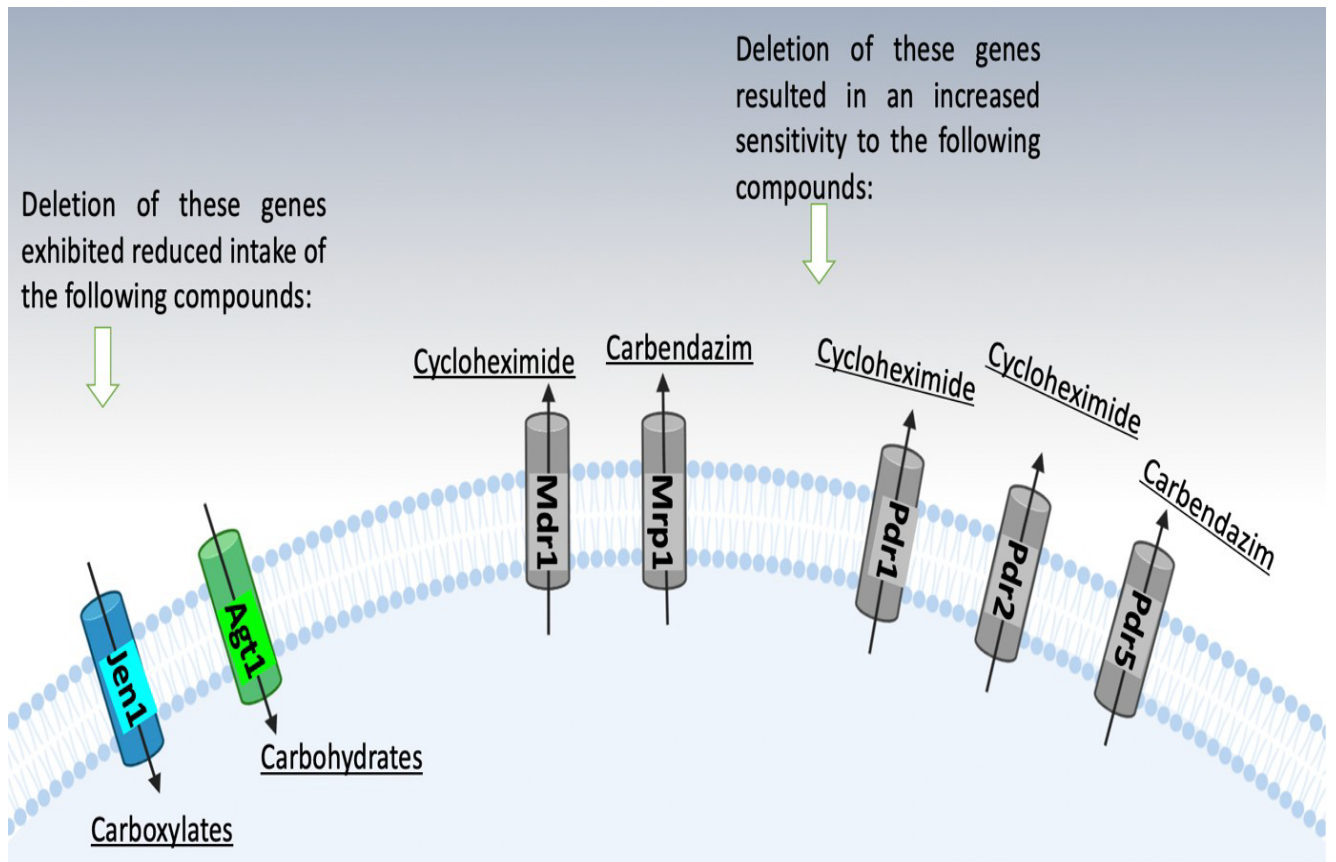 Deletion of these genes
resulted in an increased
sensitivity to the following
compounds:
Deletion of these genes
exhibited reduced intake of
the following compounds:
Cycloheximide
Carbendazim
Cycloheximide
Cycloheximide
Carbendazim
Mdr1
Mrp1
Pdr1
Pdr2
Pdr5
Jen1
Agt1
Carbohydrates
Carboxylates